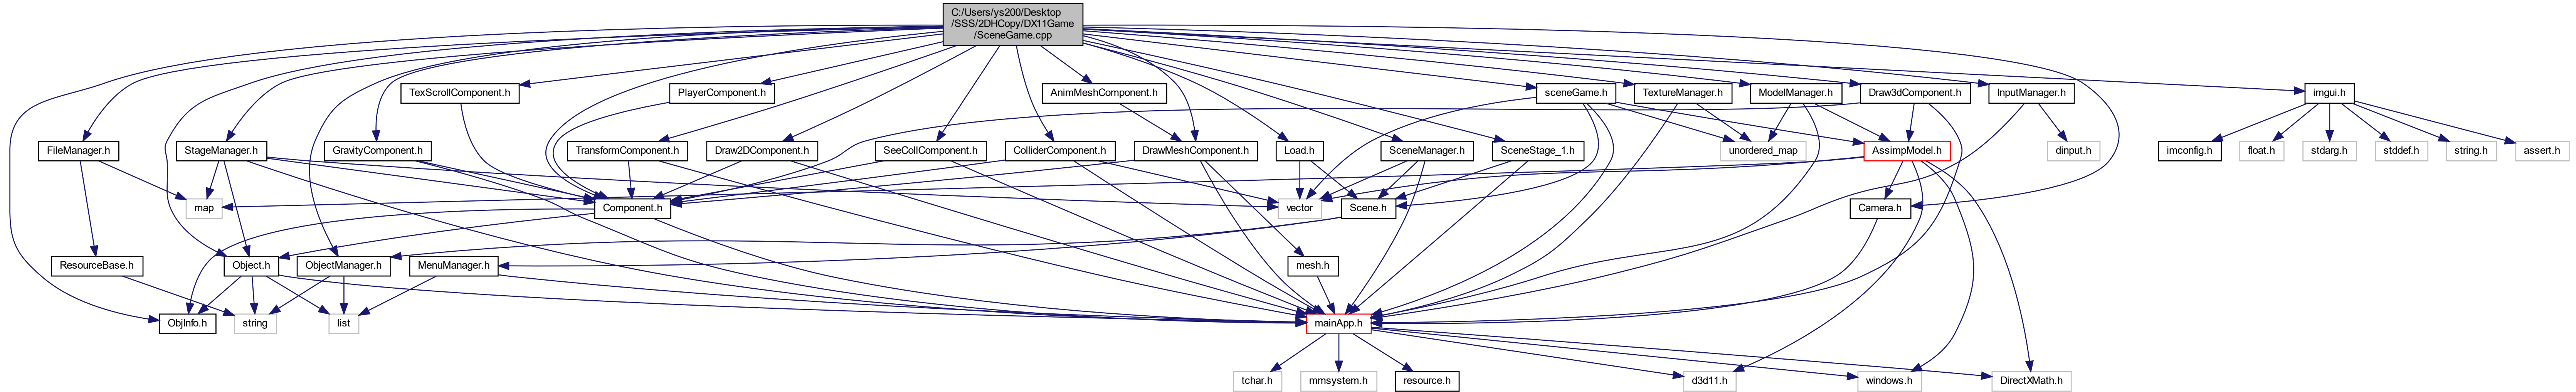 C:/Users/ys200/Desktop
/SSS/2DHCopy/DX11Game
/SceneGame.cpp
TexScrollComponent.h
PlayerComponent.h
AnimMeshComponent.h
sceneGame.h
TextureManager.h
ModelManager.h
Draw3dComponent.h
InputManager.h
imgui.h
FileManager.h
StageManager.h
GravityComponent.h
TransformComponent.h
Draw2DComponent.h
SeeCollComponent.h
ColliderComponent.h
DrawMeshComponent.h
Load.h
SceneManager.h
SceneStage_1.h
unordered_map
AssimpModel.h
dinput.h
imconfig.h
float.h
stdarg.h
stddef.h
string.h
assert.h
map
Component.h
vector
Scene.h
Camera.h
ResourceBase.h
Object.h
ObjectManager.h
MenuManager.h
mesh.h
ObjInfo.h
string
list
mainApp.h
tchar.h
mmsystem.h
resource.h
d3d11.h
windows.h
DirectXMath.h